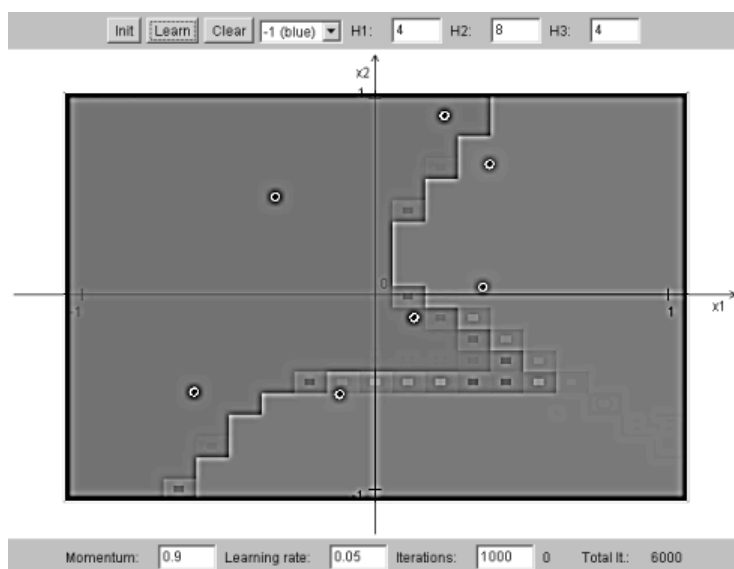 Init Learn Clear -1 (blue) H1: 4 H2: 8 H3: 4
x2
1
0
-1 1 x1
-1
Momentum: 0.9 Learning rate: 0.05 Iterations: 1000 0 Total It.: 6000